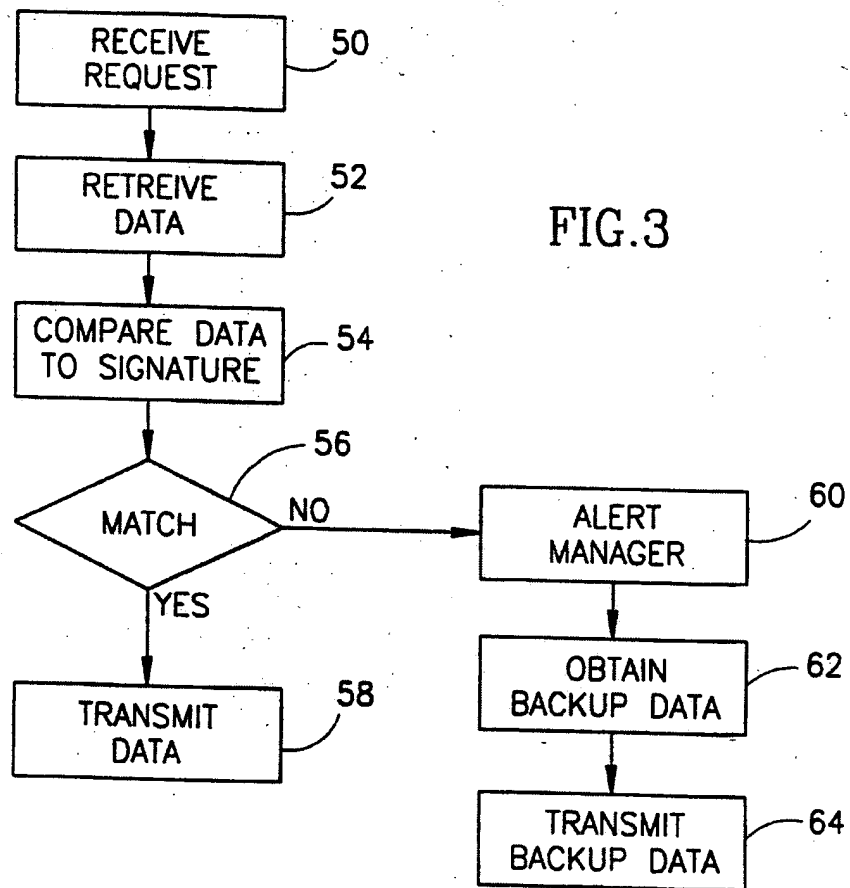 RECEIVE
REQUEST
50
RETREIVE
DATA
52
FIG.3
COMPARE DATA
TO SIGNATURE
54
MATCH
56
NO
YES
ALERT
MANAGER
60
TRANSMIT
DATA
58
OBTAIN
BACKUP DATA
62
TRANSMIT
BACKUP DATA
64